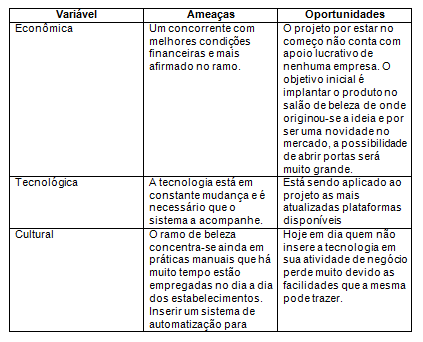 Variável Ameaças Oportunidades
Econômica
Um concorrente com
melhores condições
financeiras e mais
afirmado no ramo.
O projeto por estar no
começo não conta com
apoio lucrativo de
nenhuma empresa. O
objetivo inicial é
implantar o produto no
salão de beleza de onde
originou-se a ideia e por
ser uma novidade no
mercado, a possibilidade
de abrir portas será
muito grande.
Tecnológica
A tecnologia está em
constante mudança e é
necessário que o
sistema a acompanhe.
Está sendo aplicado ao
projeto as mais
atualizadas plataformas
disponíveis
Cultural
O ramo de beleza
concentra-se ainda em
práticas manuais que há
muito tempo estão
empregadas no dia a dia
dos estabelecimentos.
Inserir um sistema de
automatização para
Hoje em dia quem não
insere a tecnologia em
sua atividade de negócio
perde muito devido as
facilidades que a mesma
pode trazer.